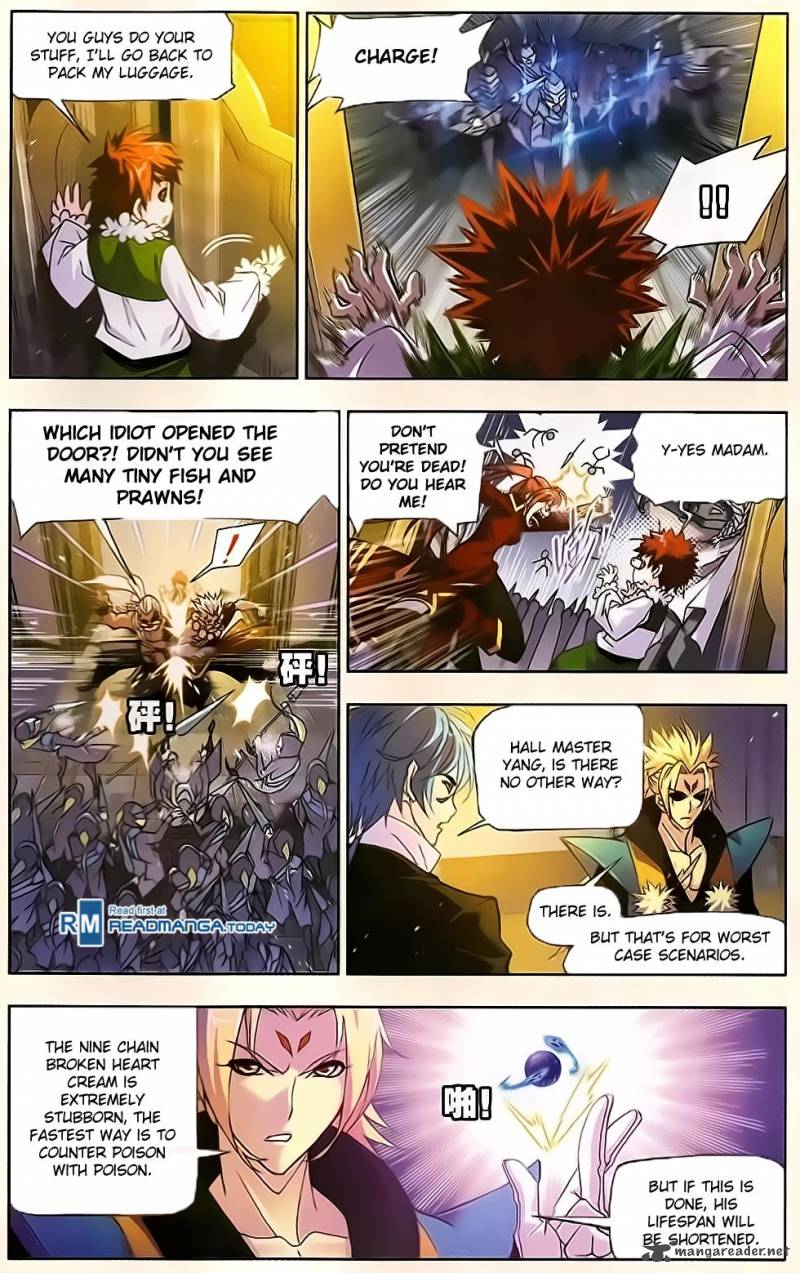 YOU GUYS DO YOUR
STUFF, I'LL GO BACK TO
PACK MY LUGGAGE.
CHARGE!
!!
WHICH IDIOT OPENED THE
DOOR?! DIDN'T YOU SEE
MANY TINY FISH AND
PRAWNS!
!
砰!
砰!
DON'T
PRETEND
YOU'RE DEAD!
DO YOU HEAR
ME!
Y-YES MADAM.
HALL MASTER
YANG, IS THERE
NO OTHER WAY?
THERE IS.
BUT THAT'S FOR WORST
CASE SCENARIOS.
RM
Read first at
READMANGA.TODAY
THE NINE CHAIN
BROKEN HEART
CREAM IS
EXTREMELY
STUBBORN, THE
FASTEST WAY IS TO
COUNTER POISON
WITH POISON.
啪!
BUT IF THIS IS
DONE, HIS
LIFESPAN WILL
BE SHORTENED.
mangareader.net